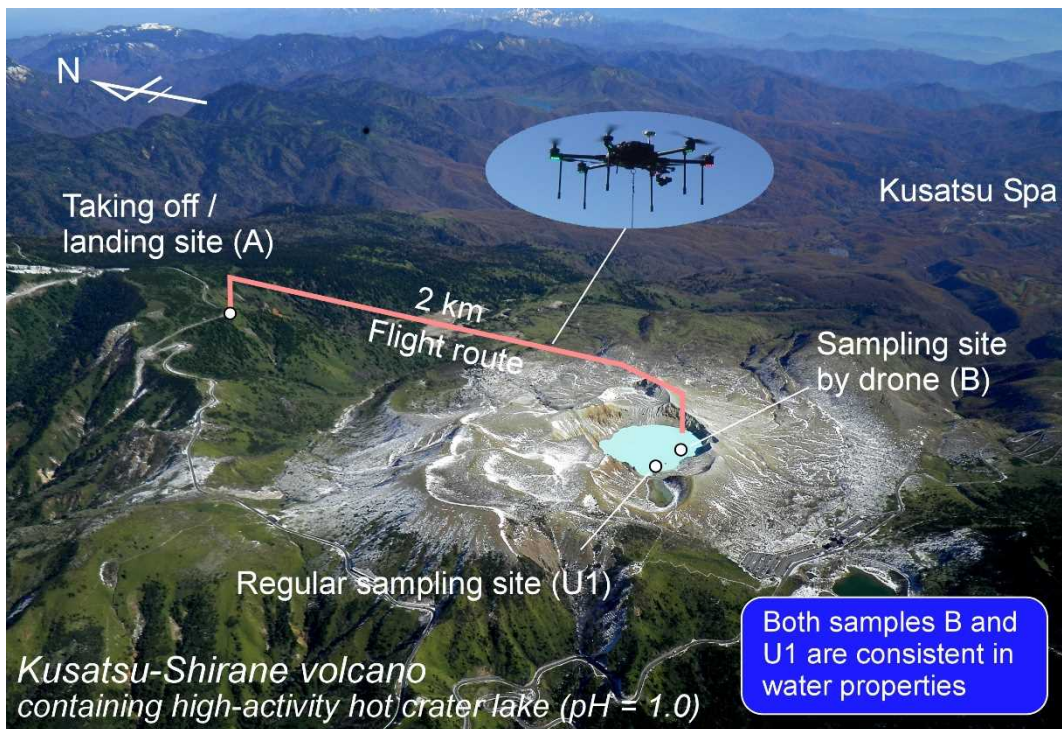 N
Taking off /
landing site (A)
Kusatsu Spa
2 km
Flight route
Sampling site
by drone (B)
Regular sampling site (U1)
Both samples B and
U1 are consistent in
water properties
Kusatsu-Shirane volcano
containing high-activity hot crater lake (pH = 1.0)